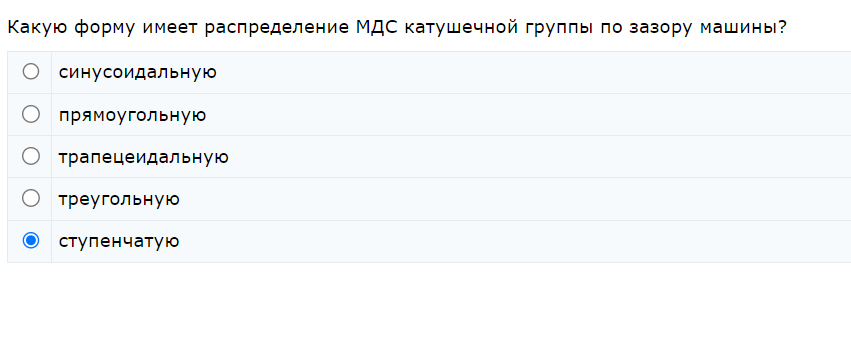 Какую форму имеет распределение МДС катушечной группы по зазору машины?
синусоидальную
прямоугольную
трапецеидальную
треугольную
ступенчатую